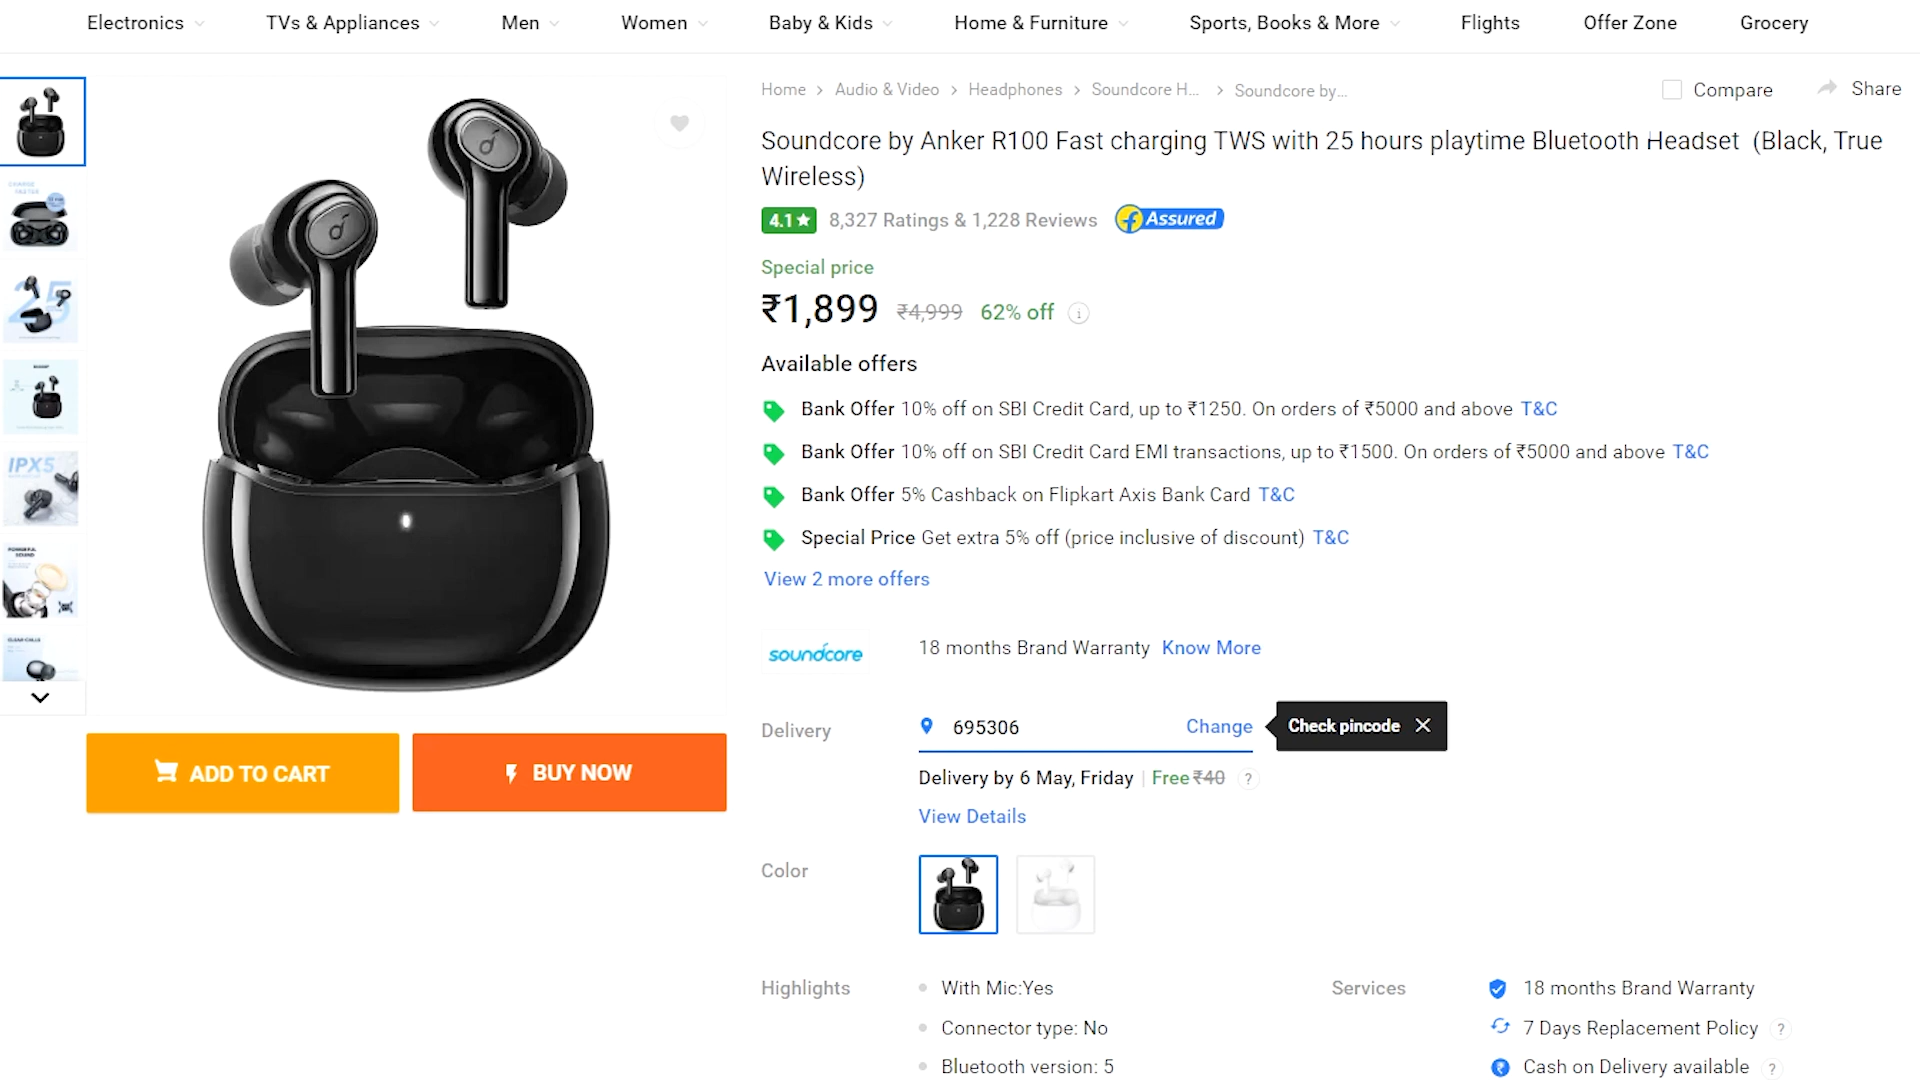 Electronics
TVs & Appliances
Men
Women
Baby & Kids
Home & Furniture
Sports, Books & More
Flights
Offer Zone
Grocery
Home > Audio & Video > Headphones > Soundcore H... > Soundcore by...
Compare
Share
Soundcore by Anker R100 Fast charging TWS with 25 hours playtime Bluetooth Headset (Black, True
Wireless)
4.1★ 8,327 Ratings & 1,228 Reviews
Assured
Special price
₹1,899 ₹4,999 62% off
Available offers
Bank Offer 10% off on SBI Credit Card, up to ₹1250. On orders of ₹5000 and above T&C
Bank Offer 10% off on SBI Credit Card EMI transactions, up to ₹1500. On orders of ₹5000 and above T&C
Bank Offer 5% Cashback on Flipkart Axis Bank Card T&C
Special Price Get extra 5% off (price inclusive of discount) T&C
View 2 more offers
soundcore
18 months Brand Warranty Know More
Delivery
695306
Change
Check pincode
Delivery by 6 May, Friday | Free ₹40 ?
View Details
Color
Highlights
With Mic:Yes
Connector type: No
Bluetooth version: 5
Services
18 months Brand Warranty
7 Days Replacement Policy ?
Cash on Delivery available ?
ADD TO CART
BUY NOW
25
IPX5
POWERFUL
SOUND